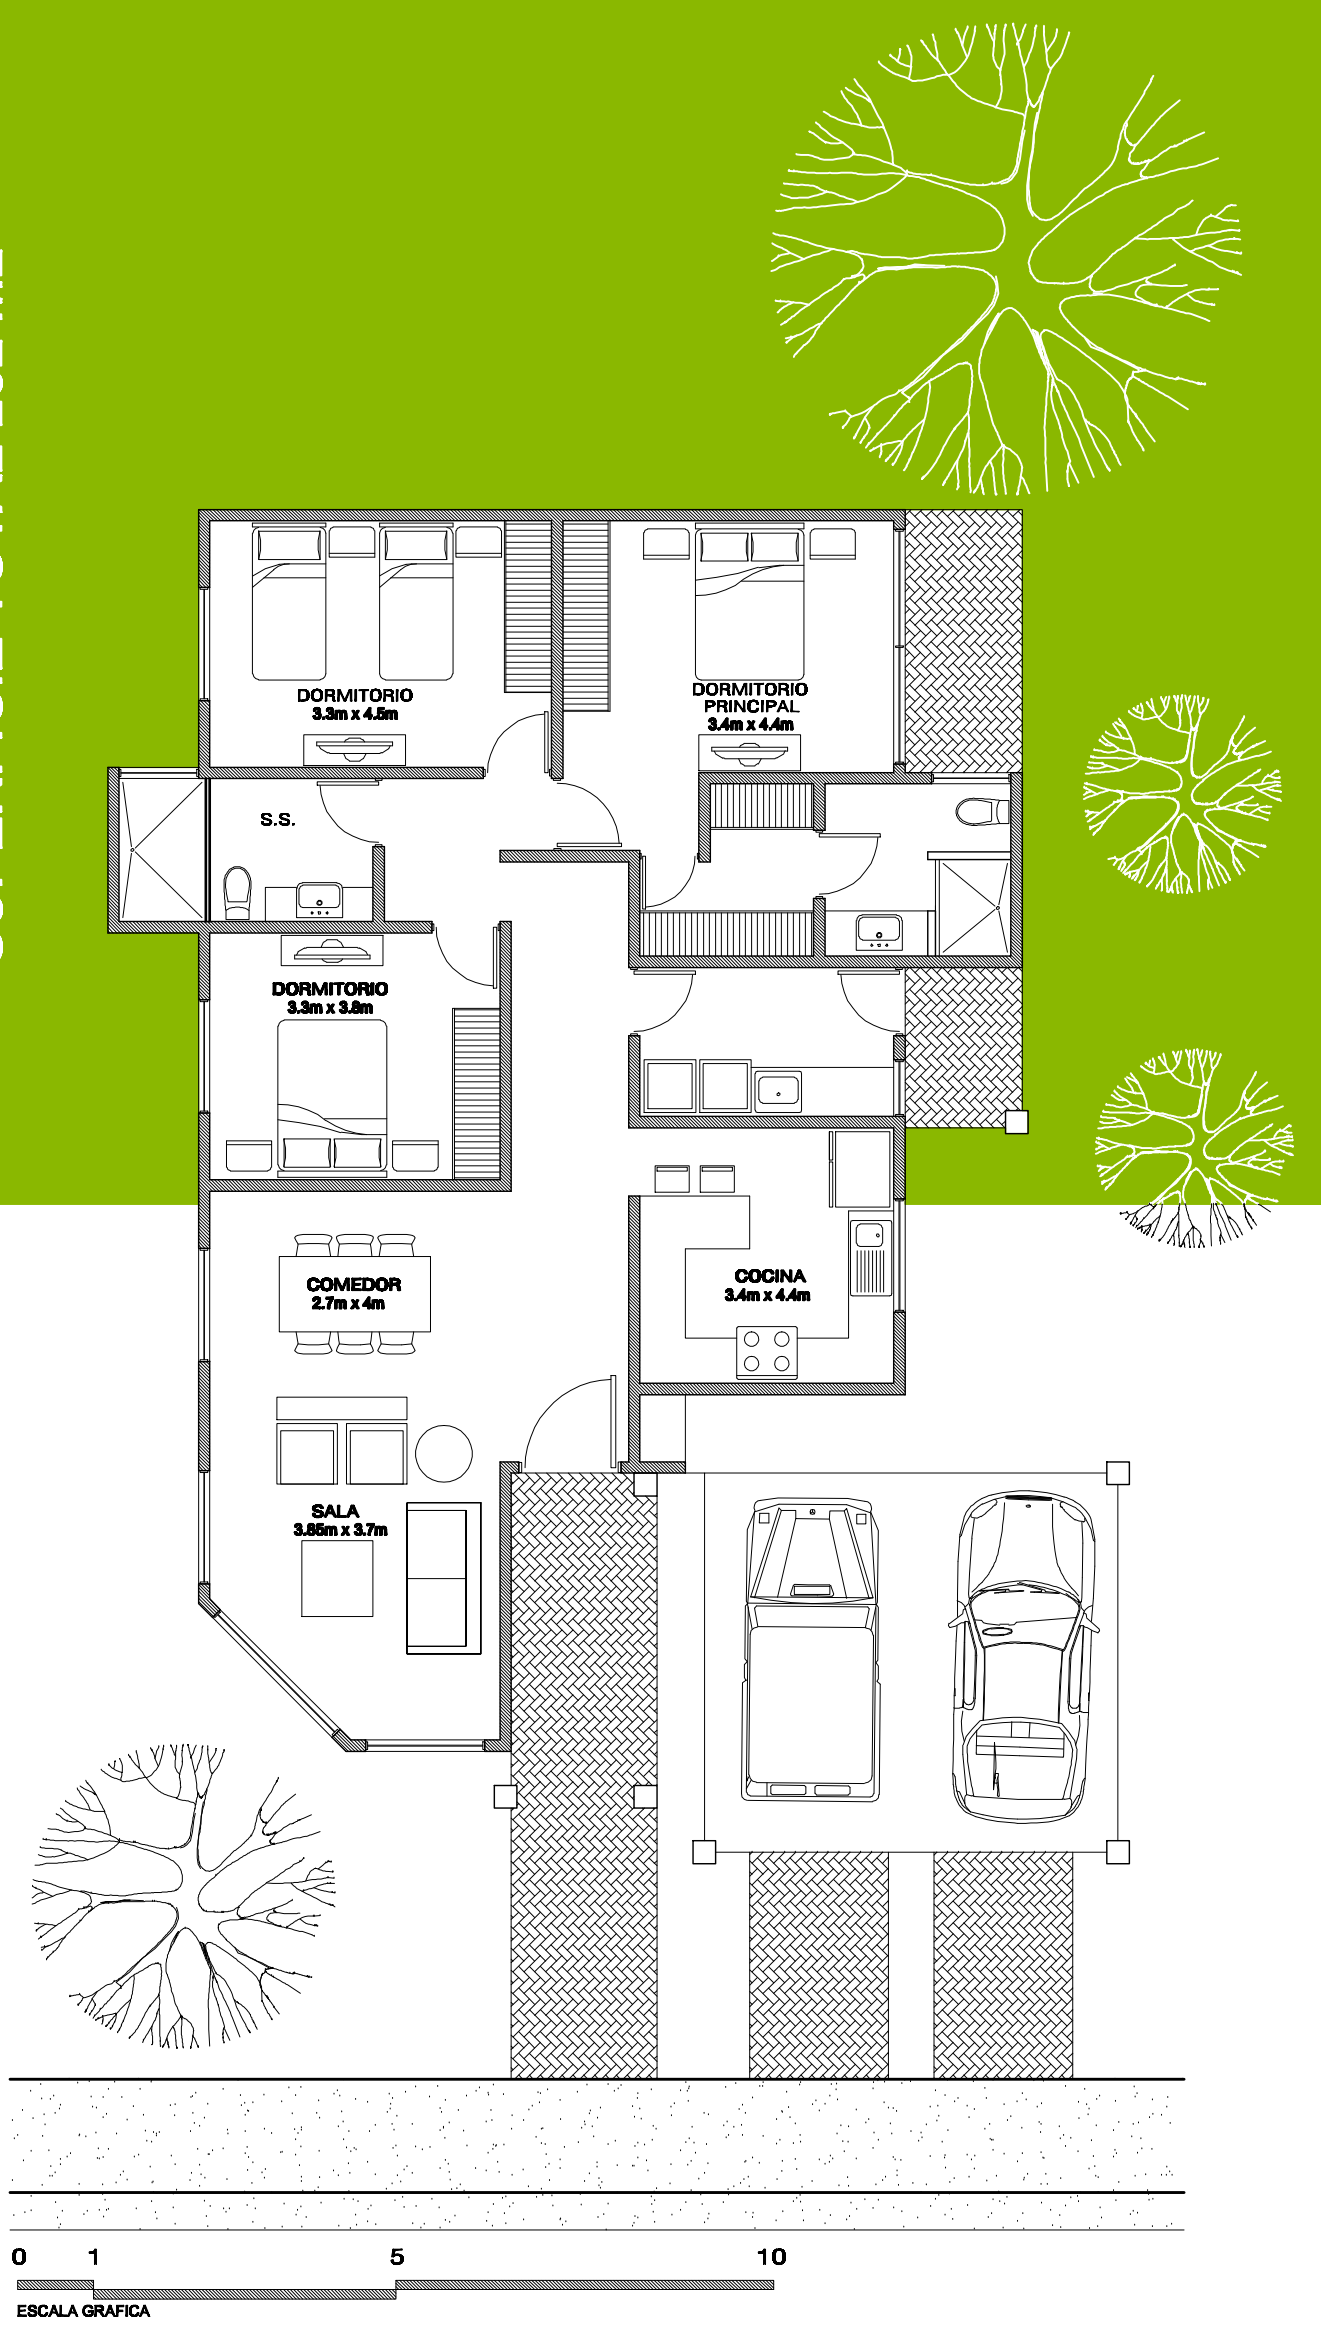 DORMITORIO
3.3m x 4.5m
DORMITORIO
PRINCIPAL
3.4m x 4.4m
S.S.
DORMITORIO
3.3m x 3.8m
COMEDOR
2.7m x 4m
COCINA
3.4m x 4.4m
SALA
3.85m x 3.7m
0 1 5 10
ESCALA GRAFICA